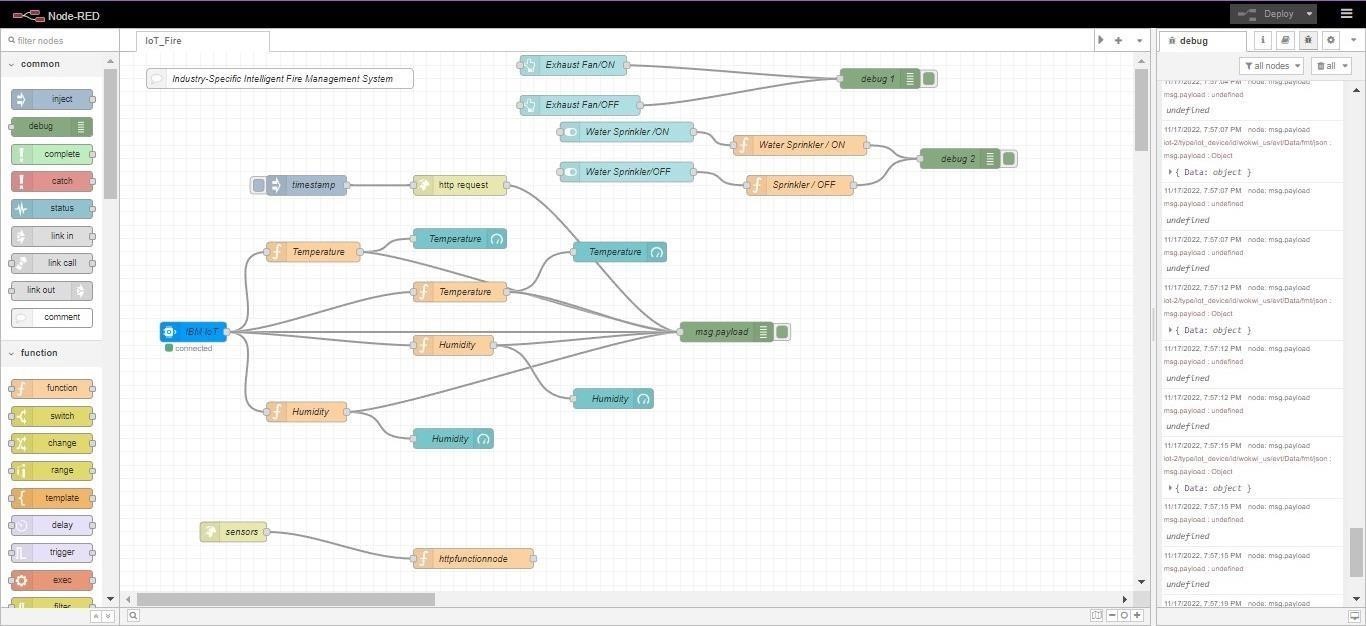 Node-RED
Deploy
filter nodes
common
inject
debug
complete
catch
status
link in
link call
link out
comment
function
function
switch
change
range
template
delay
trigger
exec
filter
IoT_Fire
Industry-Specific Intelligent Fire Management System
Exhaust Fan/ON
Exhaust Fan/OFF
debug 1
Water Sprinkler /ON
Water Sprinkler / ON
debug 2
Water Sprinkler/OFF
Sprinkler / OFF
timestamp
http request
Temperature
Temperature
Temperature
Temperature
IBM IoT
connected
Humidity
msg.payload
Humidity
Humidity
Humidity
sensors
httpfunctionnode
debug
i
all nodes
all
11/17/2022, 7:57:04 PM node: msg.payload
msg.payload : undefined
undefined
11/17/2022, 7:57:07 PM node: msg.payload
iot-2/type/iot_device/id/wokwi_us/evt/Data/fmt/json :
msg.payload : Object
{ Data: object }
11/17/2022, 7:57:07 PM node: msg.payload
msg.payload : undefined
undefined
11/17/2022, 7:57:07 PM node: msg.payload
msg.payload : undefined
undefined
11/17/2022, 7:57:12 PM node: msg.payload
iot-2/type/iot_device/id/wokwi_us/evt/Data/fmt/json :
msg.payload : Object
{ Data: object }
11/17/2022, 7:57:12 PM node: msg.payload
msg.payload : undefined
undefined
11/17/2022, 7:57:12 PM node: msg.payload
msg.payload : undefined
undefined
11/17/2022, 7:57:15 PM node: msg.payload
iot-2/type/iot_device/id/wokwi_us/evt/Data/fmt/json :
msg.payload : Object
{ Data: object }
11/17/2022, 7:57:15 PM node: msg.payload
msg.payload : undefined
undefined
11/17/2022, 7:57:15 PM node: msg.payload
msg.payload : undefined
undefined
11/17/2022, 7:57:19 PM node: msg.payload